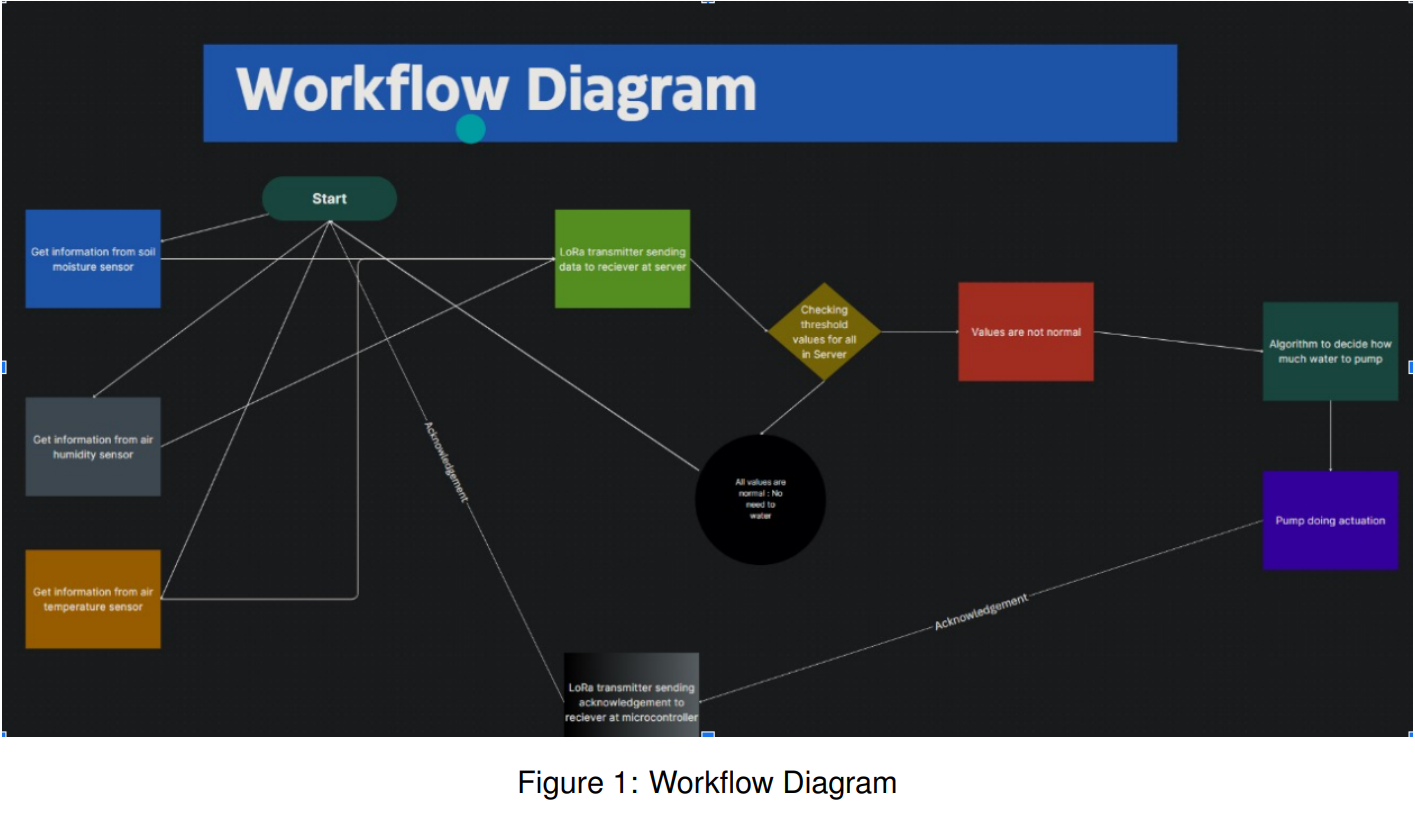 Workflow Diagram
Start
Get information from soil
moisture sensor
LoRa transmitter sending
data to reciever at server
Checking
threshold
values for all
in Server
Values are not normal
Algorithm to decide how
much water to pump
Get information from air
humidity sensor
Acknowledgement
All values are
normal : No
need to
water
Pump doing actuation
Get information from air
temperature sensor
Acknowledgement
LoRa transmitter sending
acknowledgement to
reciever at microcontroller
Figure 1: Workflow Diagram